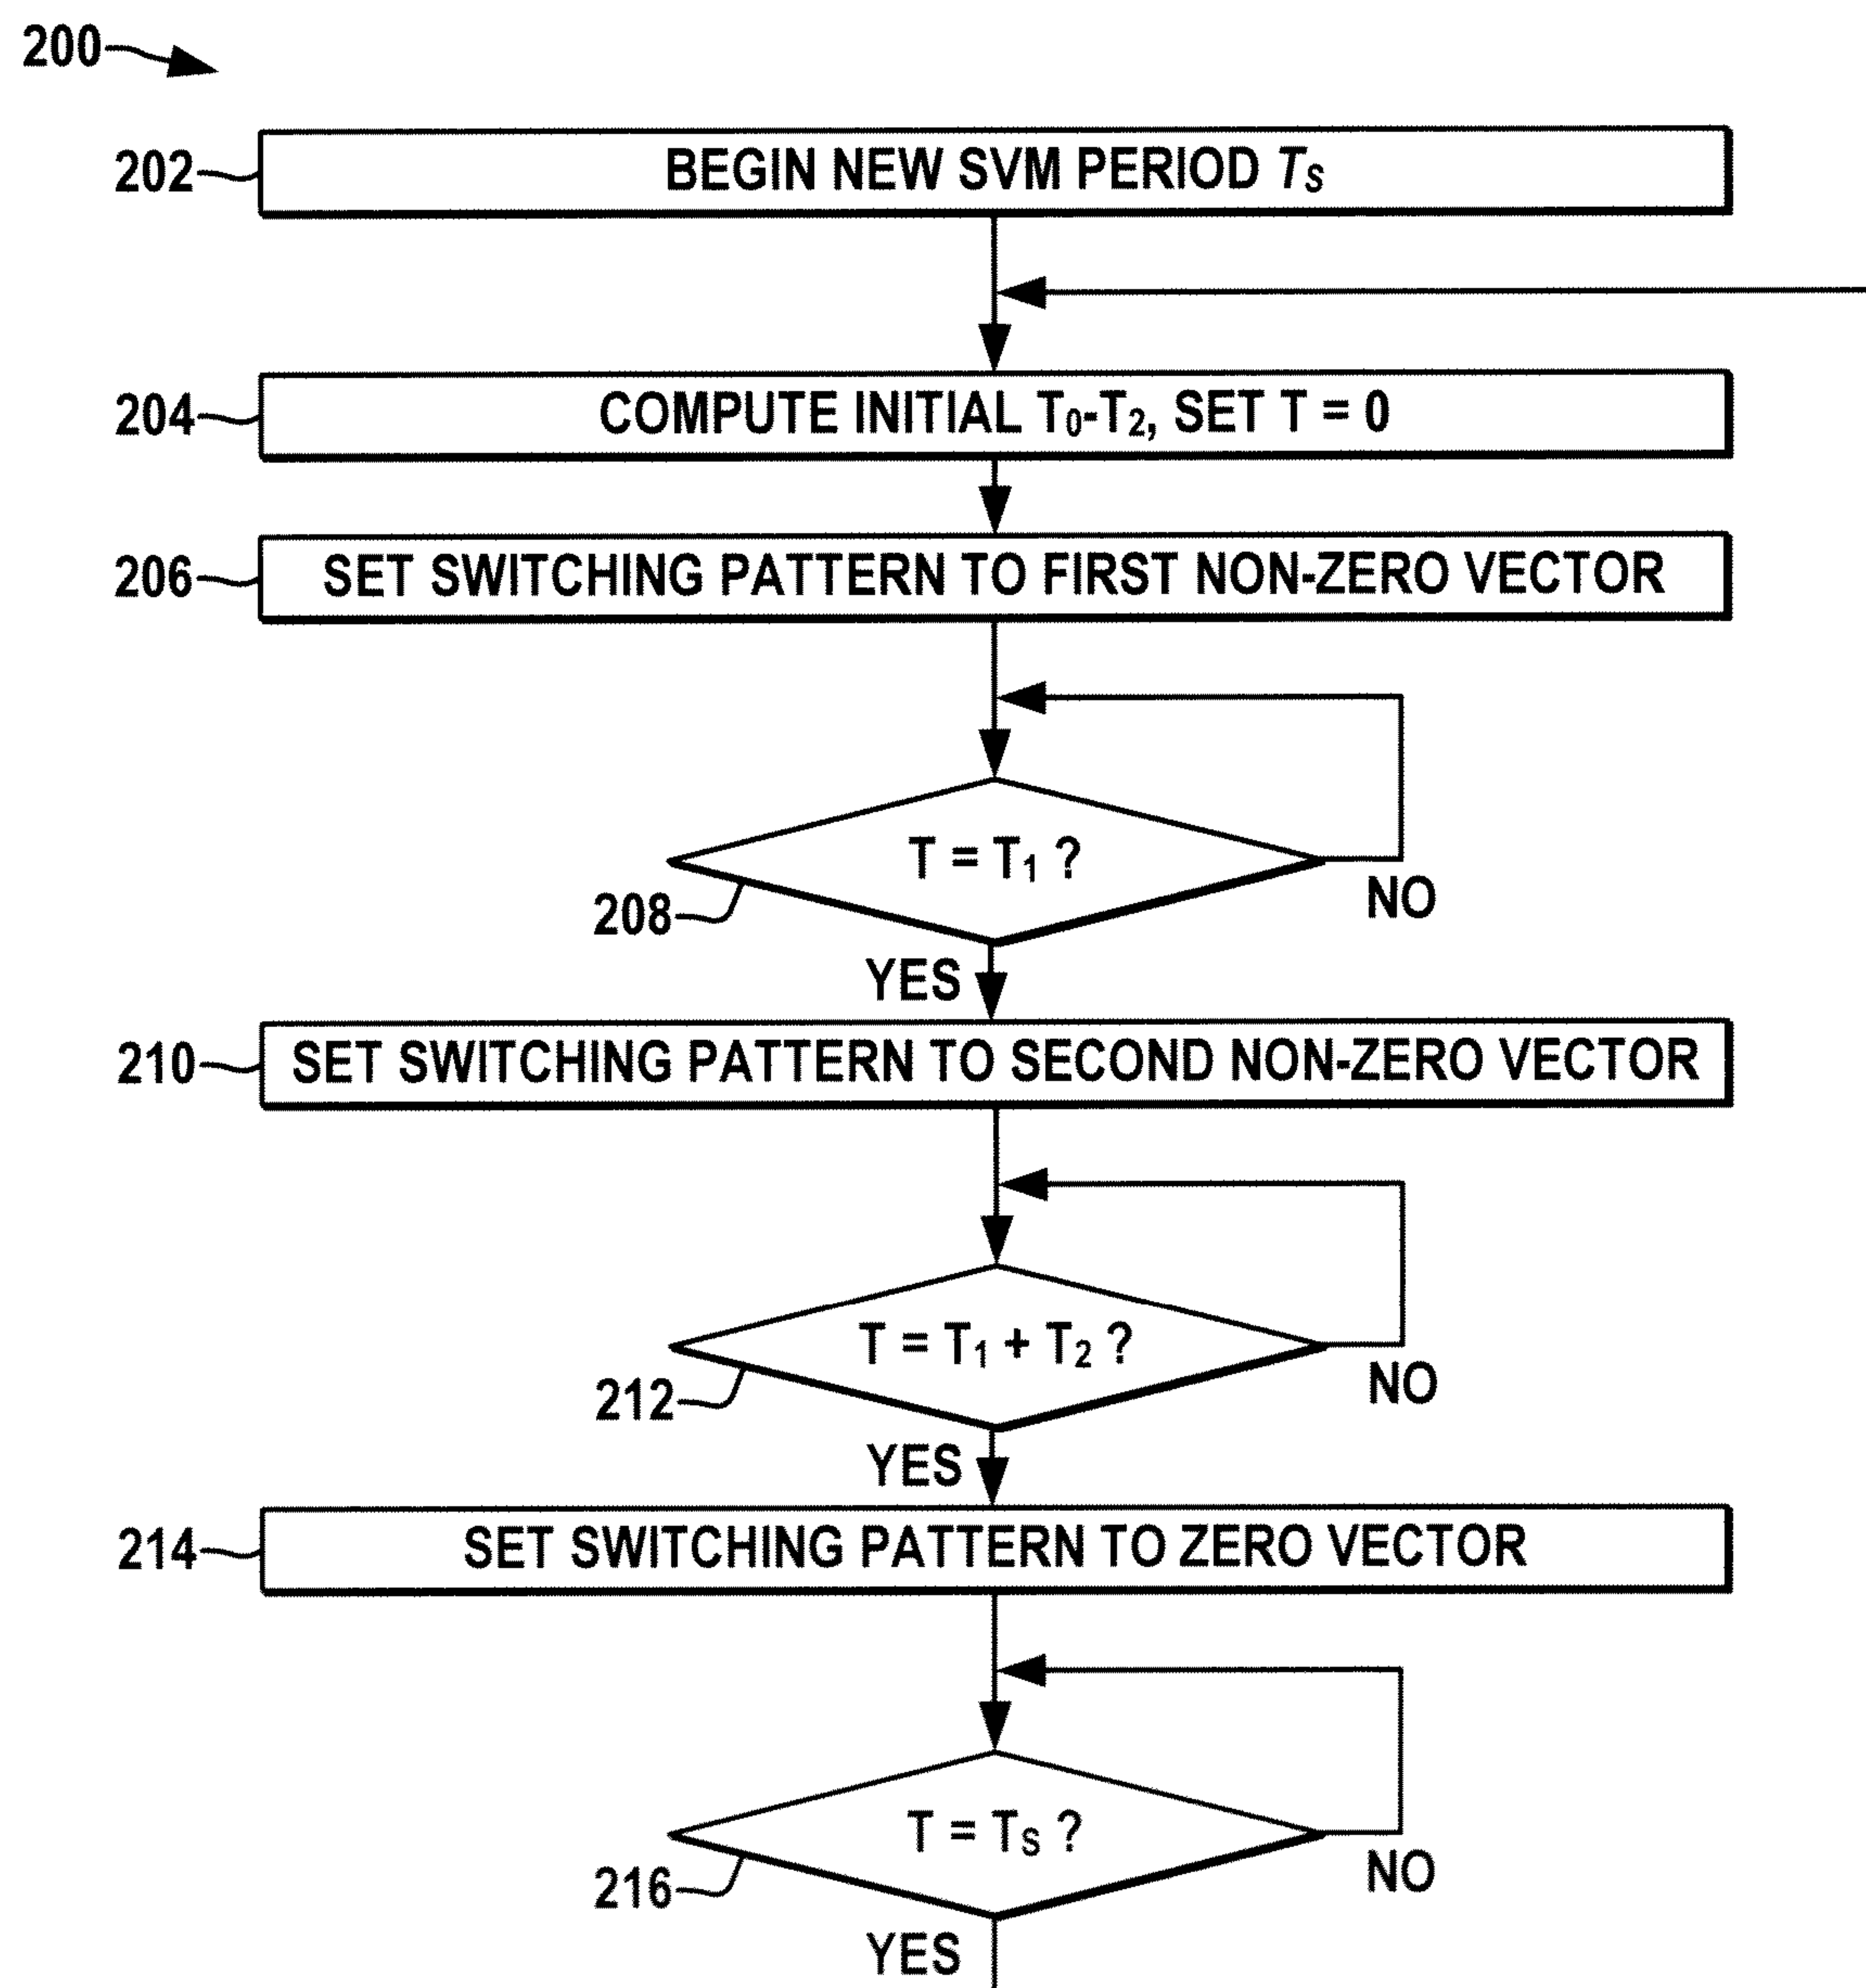 200
202
BEGIN NEW SVM PERIOD TS
204
COMPUTE INITIAL T0-T2, SET T = 0
206
SET SWITCHING PATTERN TO FIRST NON-ZERO VECTOR
T = T1 ?
208
NO
YES
210
SET SWITCHING PATTERN TO SECOND NON-ZERO VECTOR
T = T1 + T2 ?
212
NO
YES
214
SET SWITCHING PATTERN TO ZERO VECTOR
T = TS ?
216
NO
YES